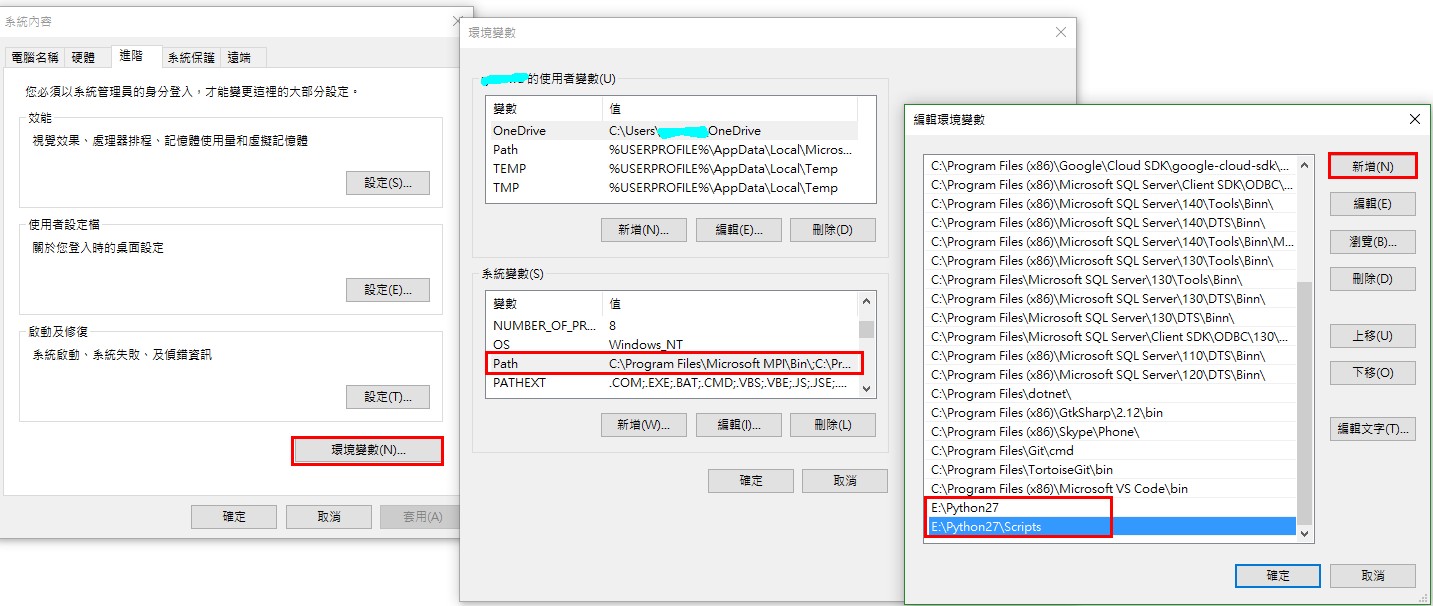 系統內容
電腦名稱 硬體 進階 系統保護 遠端
您必須以系統管理員的身分登入，才能變更這裡的大部分設定。
效能
視覺效果、處理器排程、記憶體使用量和虛擬記憶體
設定(S)...
使用者設定檔
關於您登入時的桌面設定
設定(E)...
啟動及修復
系統啟動、系統失敗、及偵錯資訊
設定(T)...
環境變數(N)...
確定 取消 套用(A)
環境變數
的使用者變數(U)
變數 值
OneDrive C:\Users\ OneDrive
Path %USERPROFILE%\AppData\Local\Micros...
TEMP %USERPROFILE%\AppData\Local\Temp
TMP %USERPROFILE%\AppData\Local\Temp
新增(N)... 編輯(E)... 刪除(D)
系統變數(S)
變數 值
NUMBER_OF_PR... 8
OS Windows_NT
Path C:\Program Files\Microsoft MPI\Bin\;C:\Pr...
PATHEXT .COM;.EXE;.BAT;.CMD;.VBS;.VBE;.JS;.JSE;....
新增(W)... 編輯(I)... 刪除(L)
確定 取消
編輯環境變數
C:\Program Files (x86)\Google\Cloud SDK\google-cloud-sdk\...
C:\Program Files (x86)\Microsoft SQL Server\Client SDK\ODBC\...
C:\Program Files (x86)\Microsoft SQL Server\140\Tools\Binn\
C:\Program Files (x86)\Microsoft SQL Server\140\DTS\Binn\
C:\Program Files (x86)\Microsoft SQL Server\140\Tools\Binn\M...
C:\Program Files (x86)\Microsoft SQL Server\130\Tools\Binn\
C:\Program Files\Microsoft SQL Server\130\Tools\Binn\
C:\Program Files (x86)\Microsoft SQL Server\130\DTS\Binn\
C:\Program Files\Microsoft SQL Server\130\DTS\Binn\
C:\Program Files\Microsoft SQL Server\Client SDK\ODBC\130\...
C:\Program Files (x86)\Microsoft SQL Server\110\DTS\Binn\
C:\Program Files (x86)\Microsoft SQL Server\120\DTS\Binn\
C:\Program Files\dotnet\
C:\Program Files (x86)\GtkSharp\2.12\bin
C:\Program Files (x86)\Skype\Phone\
C:\Program Files\Git\cmd
C:\Program Files\TortoiseGit\bin
C:\Program Files (x86)\Microsoft VS Code\bin
E:\Python27
E:\Python27\Scripts
新增(N)
編輯(E)
瀏覽(B)...
刪除(D)
上移(U)
下移(O)
編輯文字(T)...
確定 取消